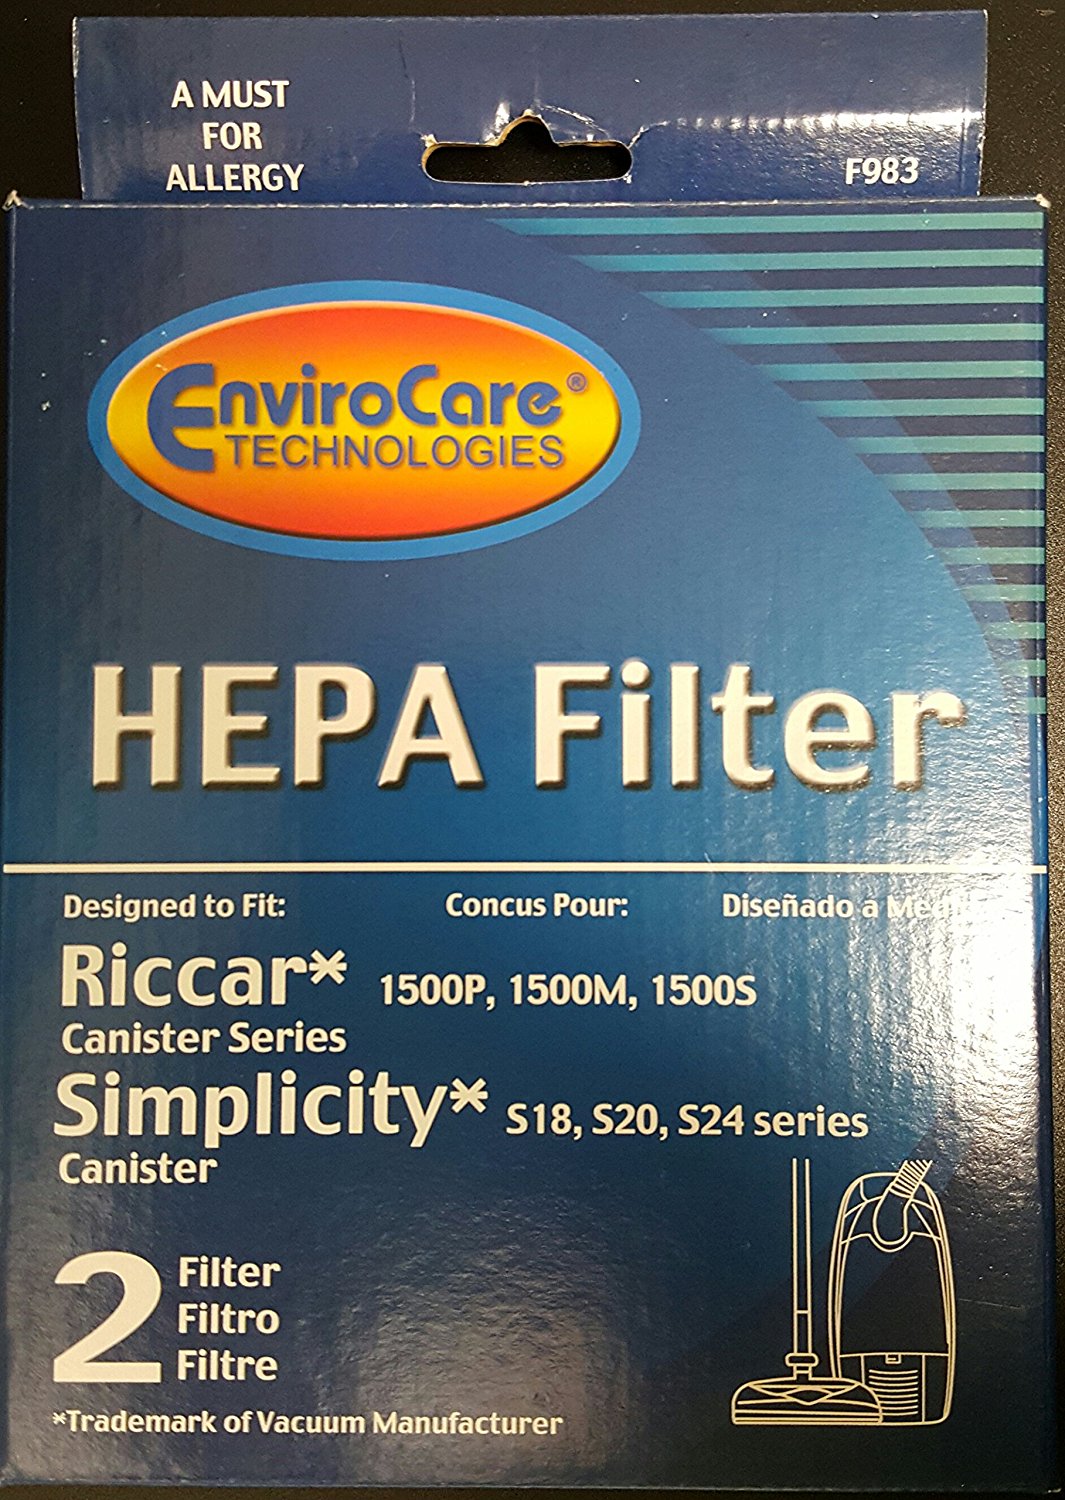 A MUST
FOR
ALLERGY
F983
EnviroCare®
TECHNOLOGIES
HEPA Filter
Designed to Fit: Concus Pour: Diseñado a
Riccar* 1500P, 1500M, 1500S
Canister Series
Simplicity* S18, S20, S24 series
Canister
2 Filter
Filtro
Filtre
*Trademark of Vacuum Manufacturer